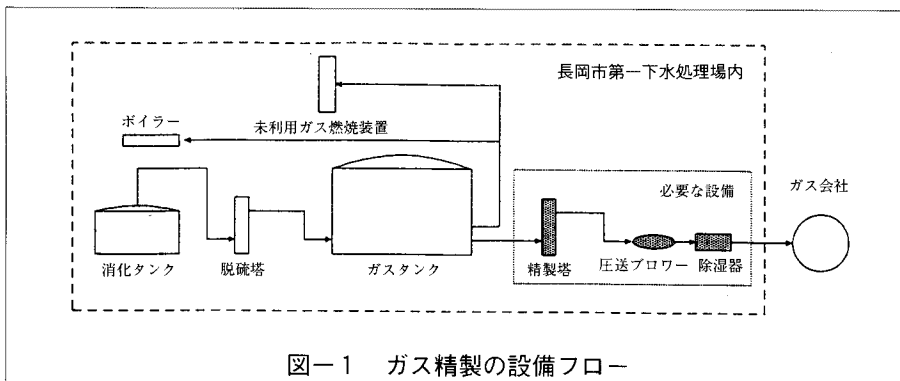 長岡市第一下水処理場内
ボイラー
未利用ガス燃焼装置
必要な設備
ガス会社
消化タンク
脱硫塔
ガスタンク
精製塔
圧送ブロワー
除湿器
図－1 ガス精製の設備フロー